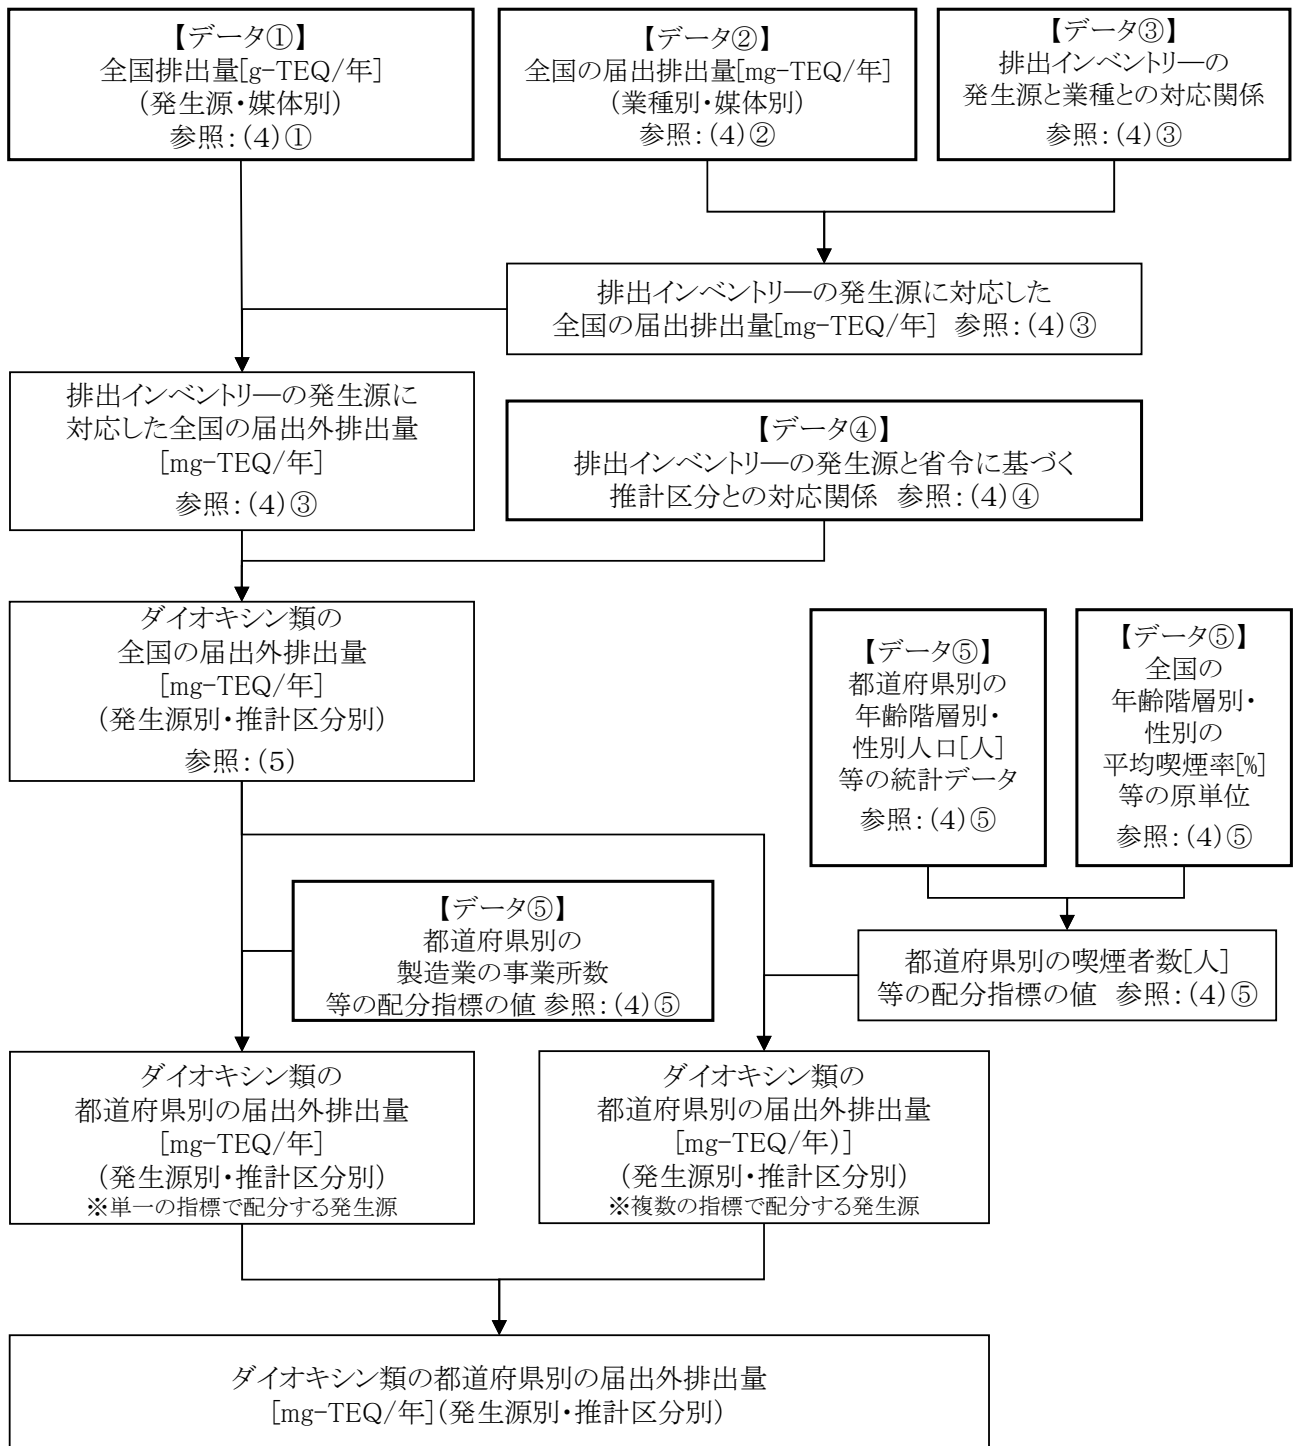 【データ①】
全国排出量[g-TEQ/年]
(発生源・媒体別)
参照:(4)①
【データ②】
全国の届出排出量[mg-TEQ/年]
(業種別・媒体別)
参照:(4)②
【データ③】
排出インベントリーの
発生源と業種との対応関係
参照:(4)③
排出インベントリーの発生源に対応した
全国の届出排出量[mg-TEQ/年] 参照:(4)③
排出インベントリーの発生源に
対応した全国の届出外排出量
[mg-TEQ/年]
参照:(4)③
【データ④】
排出インベントリーの発生源と省令に基づく
推計区分との対応関係 参照:(4)④
ダイオキシン類の
全国の届出外排出量
[mg-TEQ/年]
(発生源別・推計区分別)
参照:(5)
【データ⑤】
都道府県別の
年齢階層別・
性別人口[人]
等の統計データ
参照:(4)⑤
【データ⑤】
全国の
年齢階層別・
性別の
平均喫煙率[%]
等の原単位
参照:(4)⑤
【データ⑤】
都道府県別の
製造業の事業所数
等の配分指標の値 参照:(4)⑤
都道府県別の喫煙者数[人]
等の配分指標の値 参照:(4)⑤
ダイオキシン類の
都道府県別の届出外排出量
[mg-TEQ/年]
(発生源別・推計区分別)
※単一の指標で配分する発生源
ダイオキシン類の
都道府県別の届出外排出量
[mg-TEQ/年)]
(発生源別・推計区分別)
※複数の指標で配分する発生源
ダイオキシン類の都道府県別の届出外排出量
[mg-TEQ/年](発生源別・推計区分別)